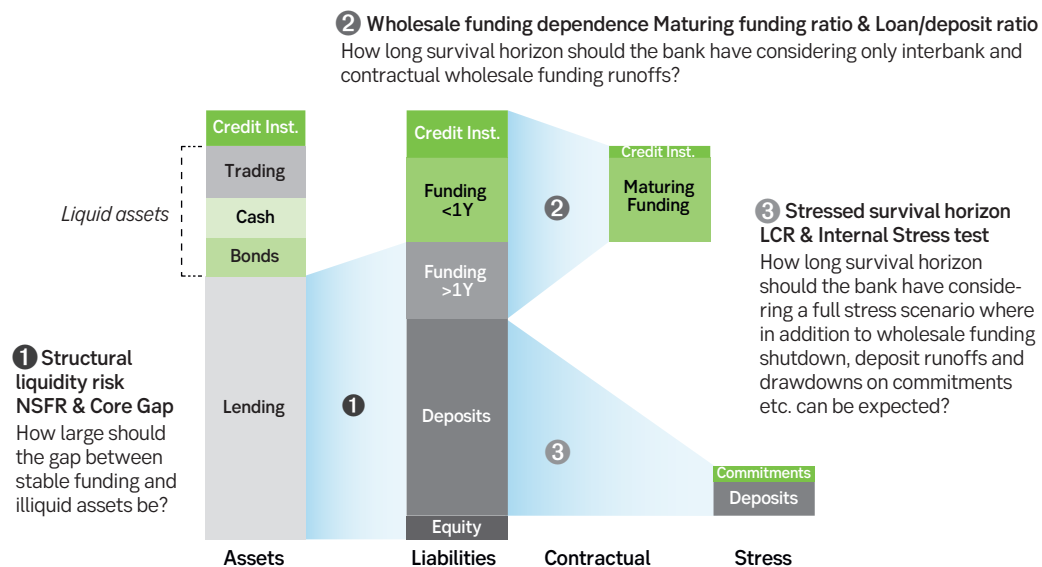 2 Wholesale funding dependence Maturing funding ratio & Loan/deposit ratio
How long survival horizon should the bank have considering only interbank and
contractual wholesale funding runoffs?
Credit Inst.
Trading
Cash
Bonds
Lending
Liquid assets
1 Structural
liquidity risk
NSFR & Core Gap
How large should
the gap between
stable funding and
illiquid assets be?
1
Credit Inst.
Funding
<1Y
Funding
>1Y
Deposits
Equity
2
Credit Inst.
Maturing
Funding
3
3 Stressed survival horizon
LCR & Internal Stress test
How long survival horizon
should the bank have conside-
ring a full stress scenario where
in addition to wholesale funding
shutdown, deposit runoffs and
drawdowns on commitments
etc. can be expected?
Commitments
Deposits
Assets
Liabilities
Contractual
Stress